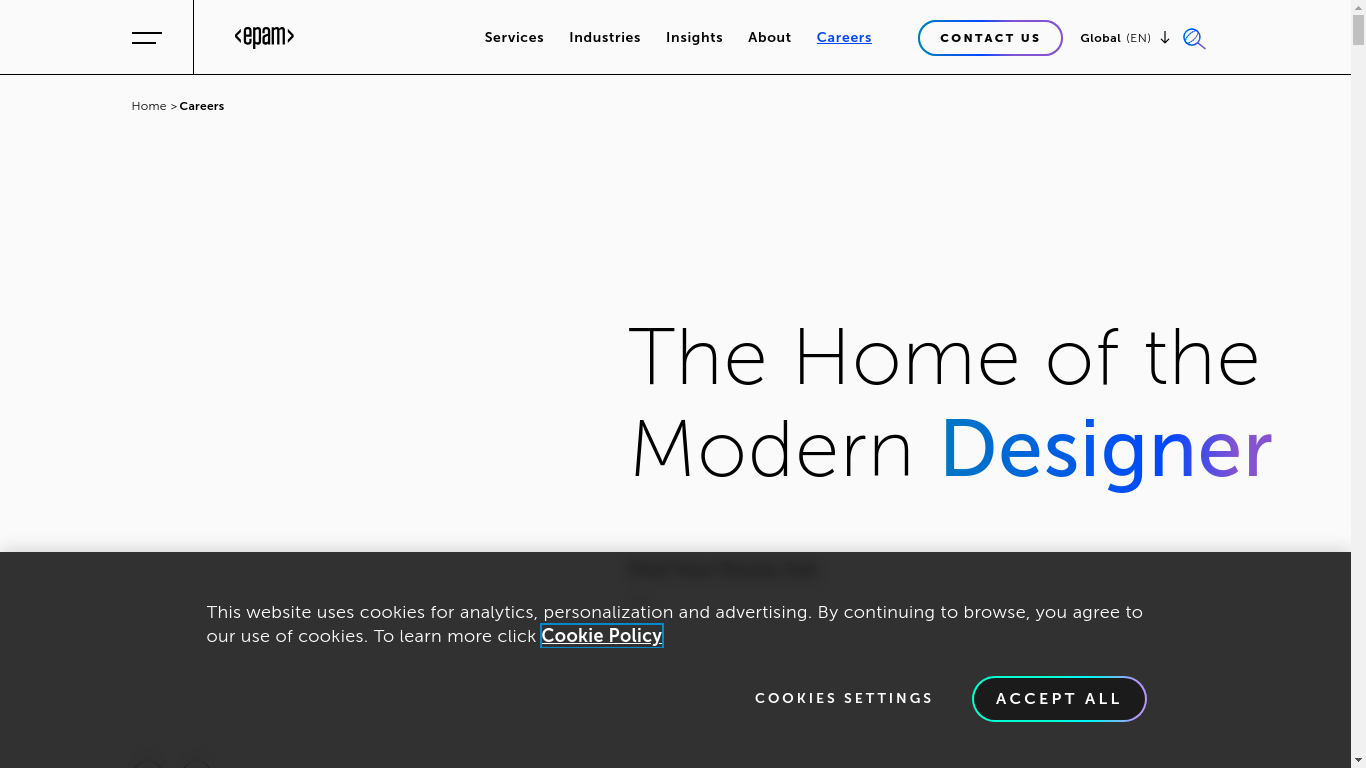 <epam>
Services Industries Insights About Careers
CONTACT US
Global (EN)
Home > Careers
The Home of the
Modern Designer
This website uses cookies for analytics, personalization and advertising. By continuing to browse, you agree to
our use of cookies. To learn more click Cookie Policy
COOKIES SETTINGS
ACCEPT ALL